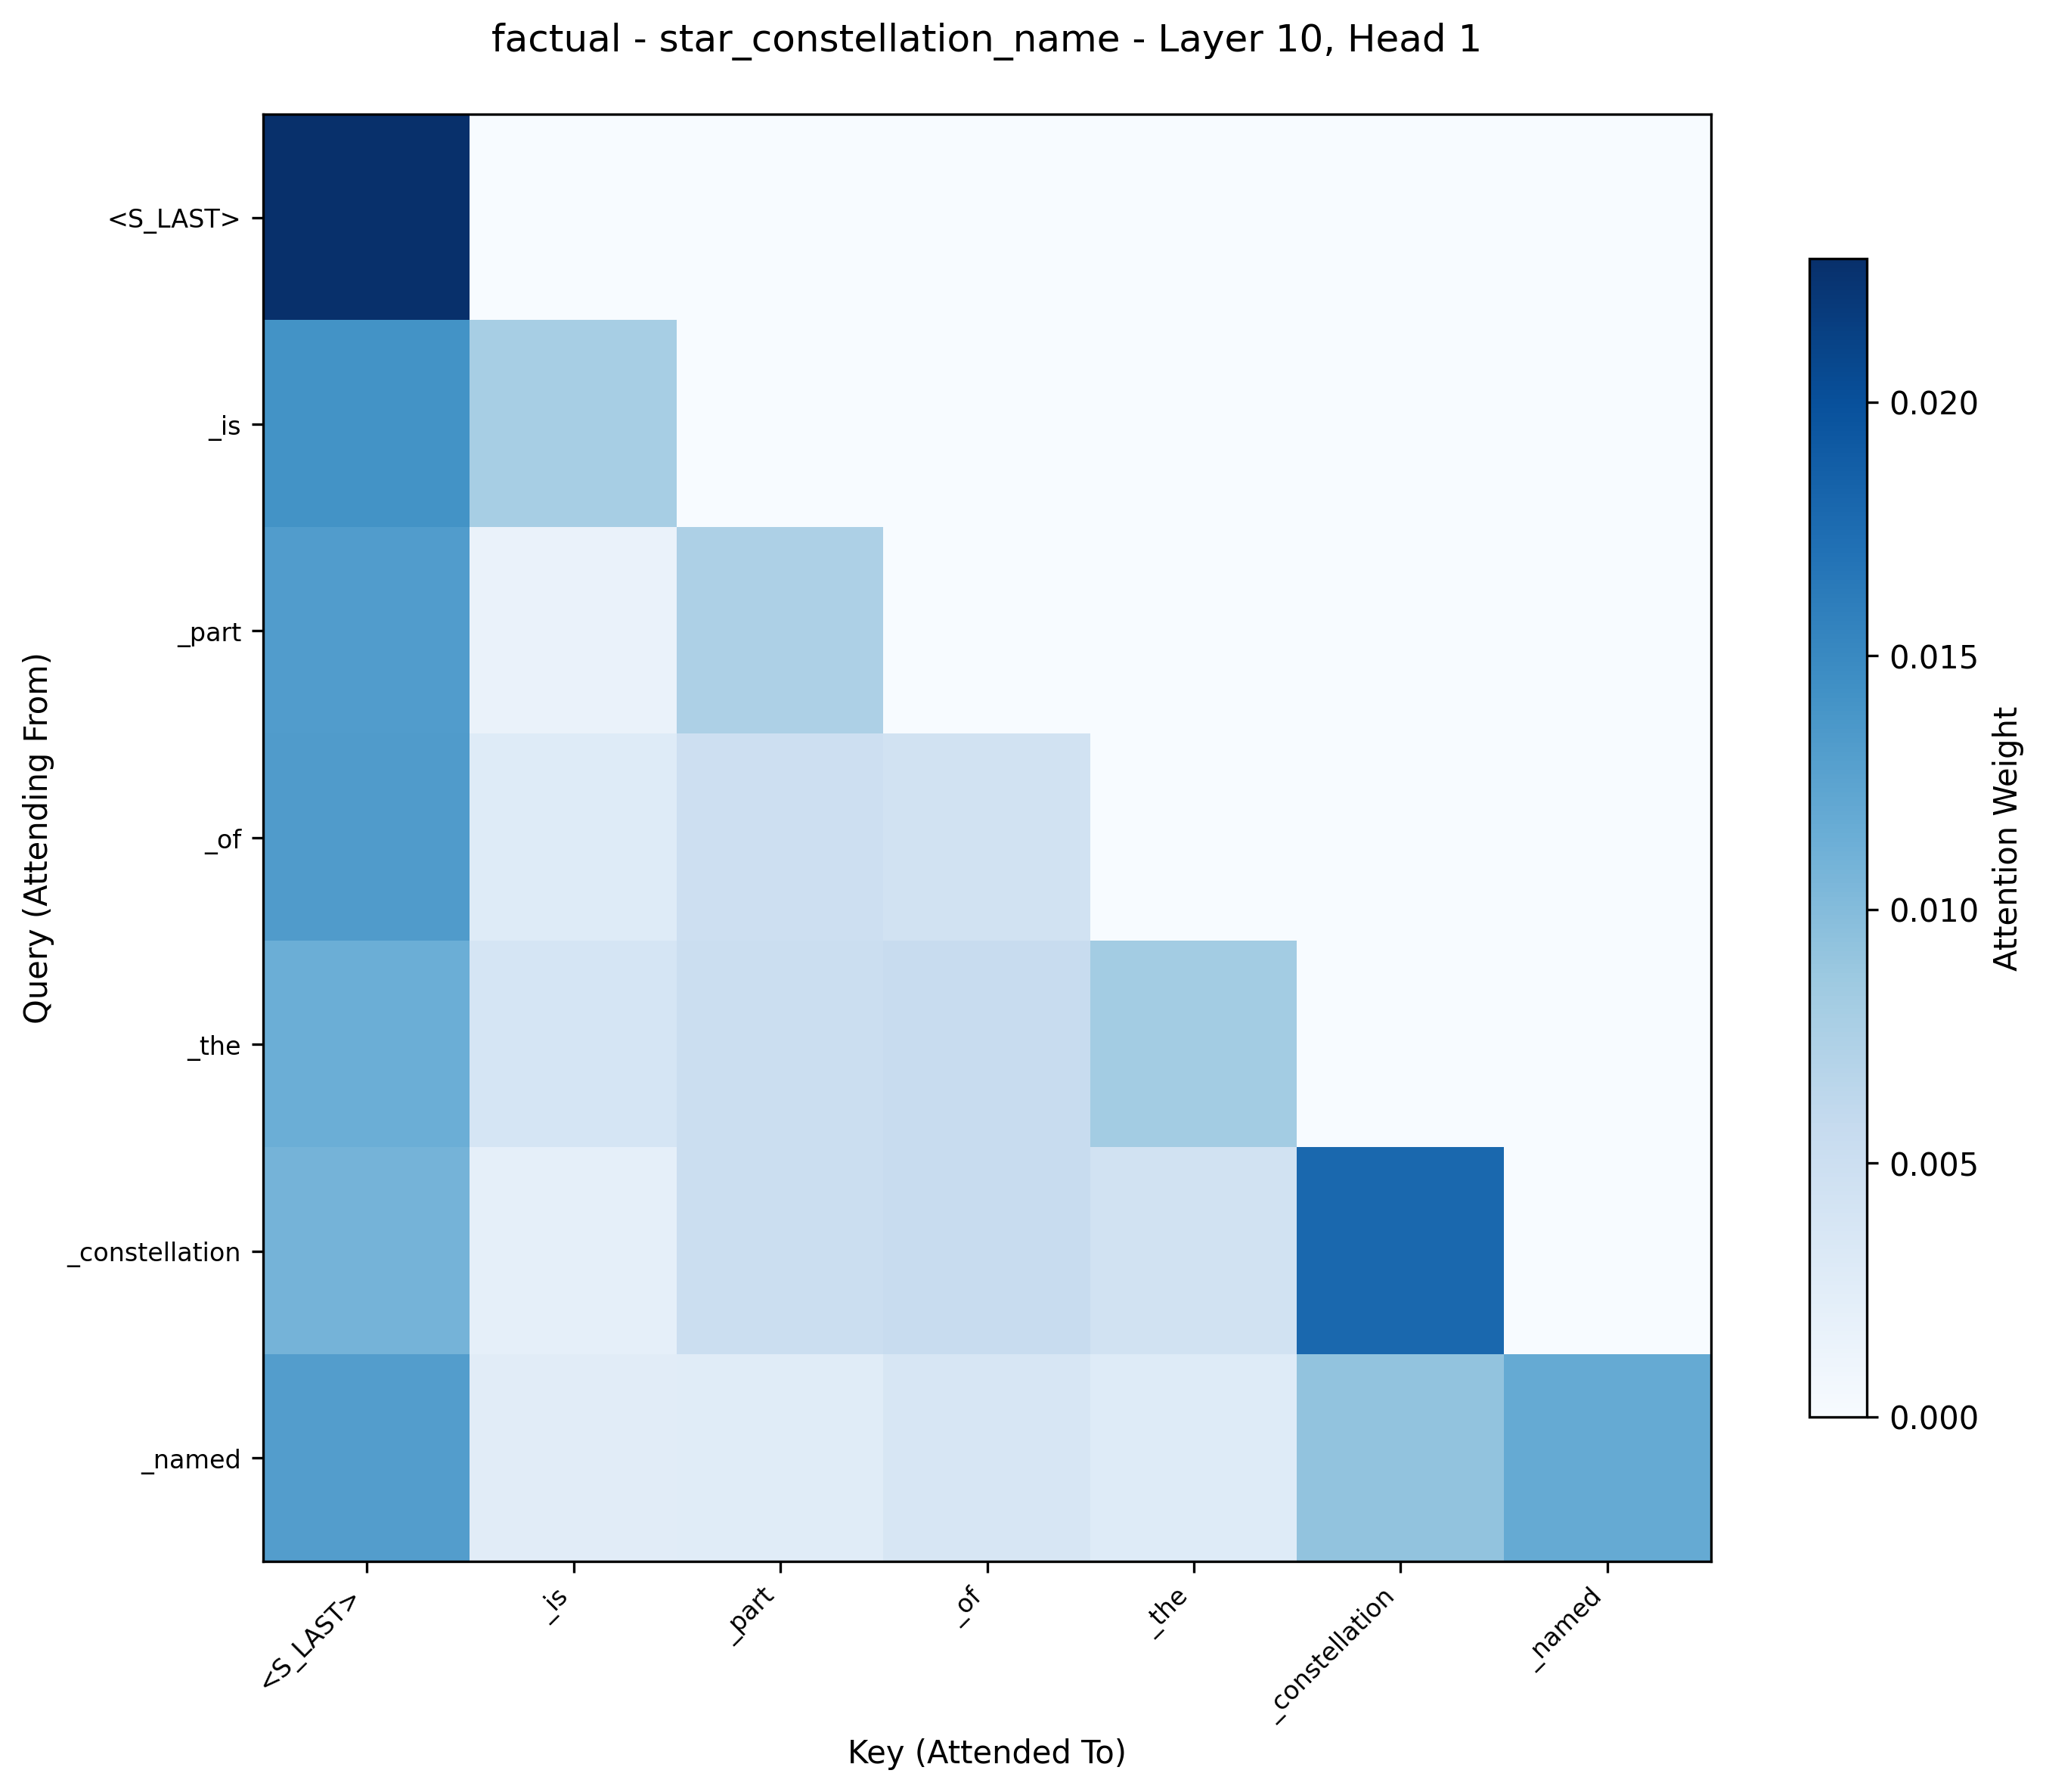 factual - star_constellation_name - Layer 10, Head 1
Query (Attending From)
<S_LAST>
_is
_part
_of
_the
_constellation
_named
<S_LAST>
_is
_part
_of
_the
_constellation
_named
Key (Attended To)
0.020
0.015
0.010
0.005
0.000
Attention Weight